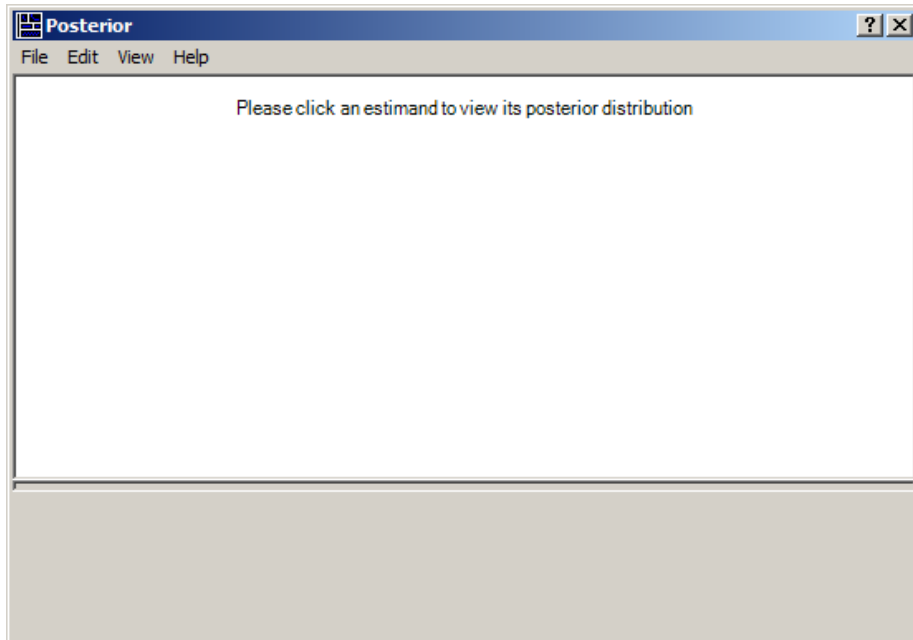 Posterior
File Edit View Help
Please click an estimand to view its posterior distribution